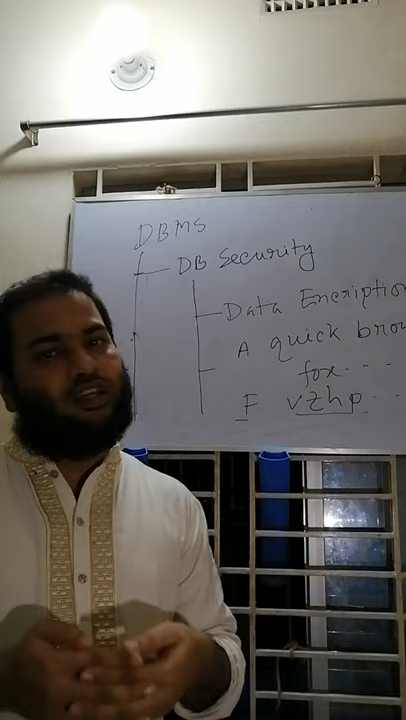 DBMS
DB Security
Data Encription
A quick brow
fox. - - -
F vzhp. - -